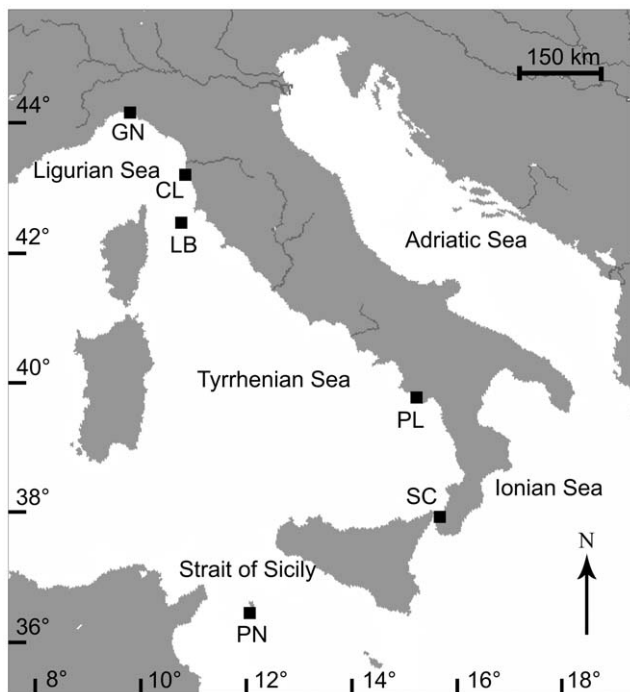 150 km
44°
GN
Ligurian Sea
CL
LB
42°
Adriatic Sea
40°
Tyrrhenian Sea
PL
SC
Ionian Sea
38°
N
Strait of Sicily
PN
36°
8° 10° 12° 14° 16° 18°